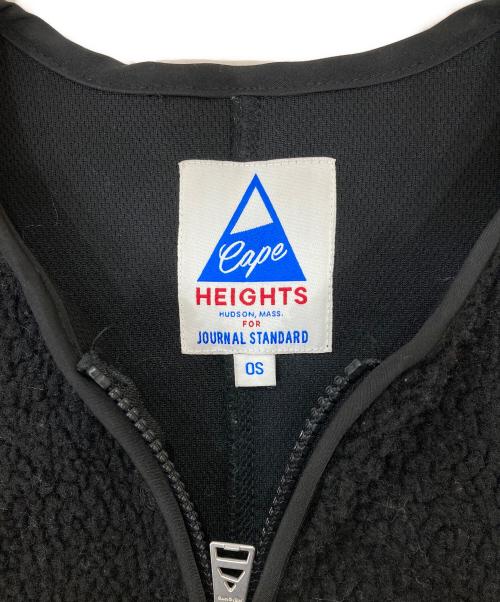 Cape
HEIGHTS
HUDSON, MASS.
FOR
JOURNAL STANDARD
OS